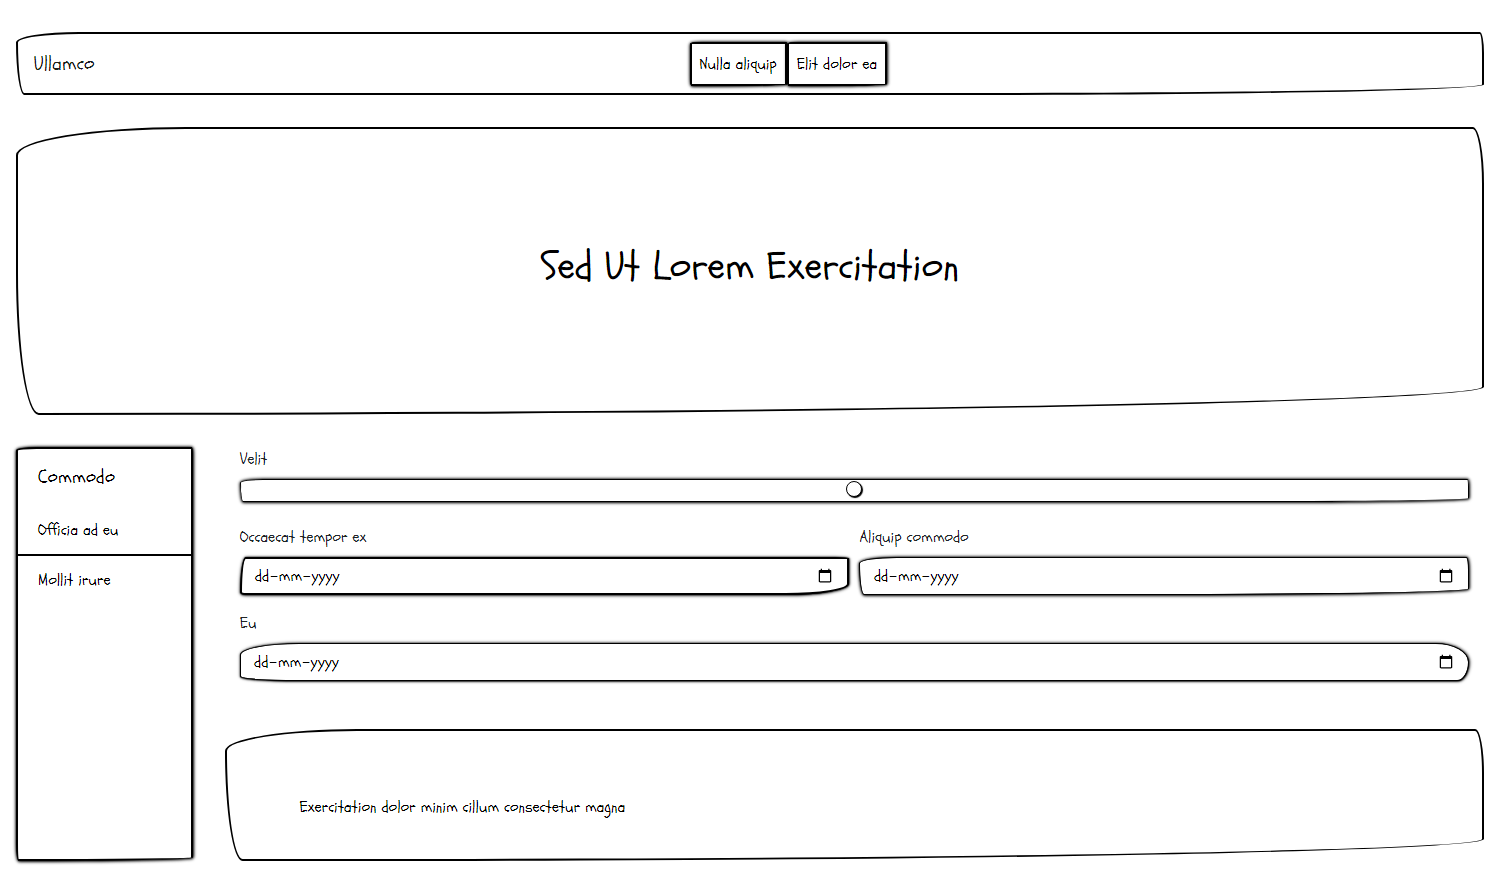 Ullamco
Nulla aliquip
Elit dolor ea
Sed Ut Lorem Exercitation
Commodo
Officia ad eu
Mollit irure
Velit
Occaecat tempor ex
Aliquip commodo
dd-mm-yyyy
dd-mm-yyyy
Eu
dd-mm-yyyy
Exercitation dolor minim cillum consectetur magna